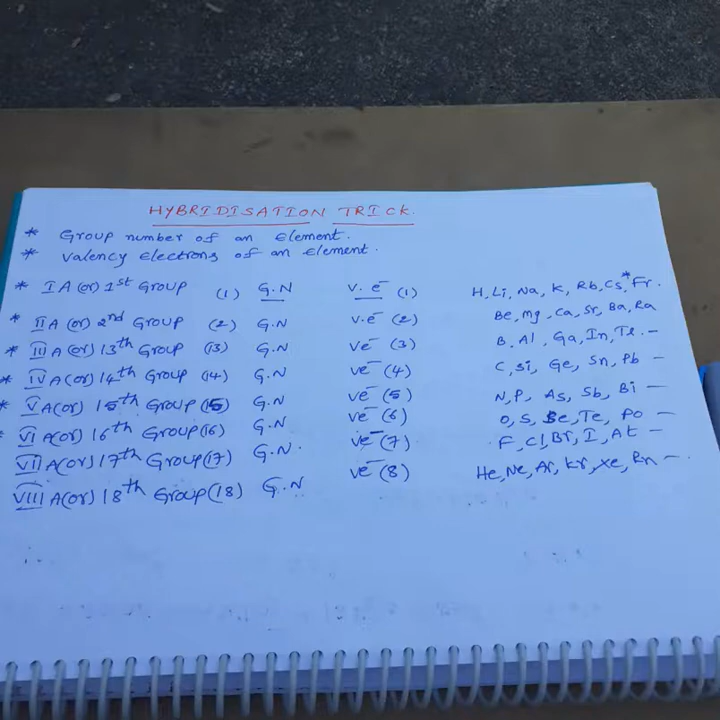 HYBRIDISATION TRICK.
* Group number of an element.
* Valency electrons of an element.
* IA (or) 1st Group (1) G.N V.e⁻ (1) H, Li, Na, K, Rb, Cs,* Fr.
* IIA (or) 2nd Group (2) G.N V.e⁻ (2) Be, Mg, Ca, Sr, Ba, Ra
* IIIA (or) 13th Group (13) G.N Ve⁻ (3) B, Al, Ga, In, Tl. -
* IVA (or) 14th Group (14) G.N Ve⁻ (4) C, Si, Ge, Sn, Pb -
* VA (or) 15th Group (15) G.N Ve⁻ (5) N, P, As, Sb, Bi -
* VIA (or) 16th Group (16) G.N Ve⁻ (6) O, S, Se, Te, Po -
VIIA (or) 17th Group (17) G.N. Ve⁻ (7) F, Cl, Br, I, At -
VIIIA (or) 18th Group (18) G.N Ve⁻ (8) He, Ne, Ar, Kr, Xe, Rn -.